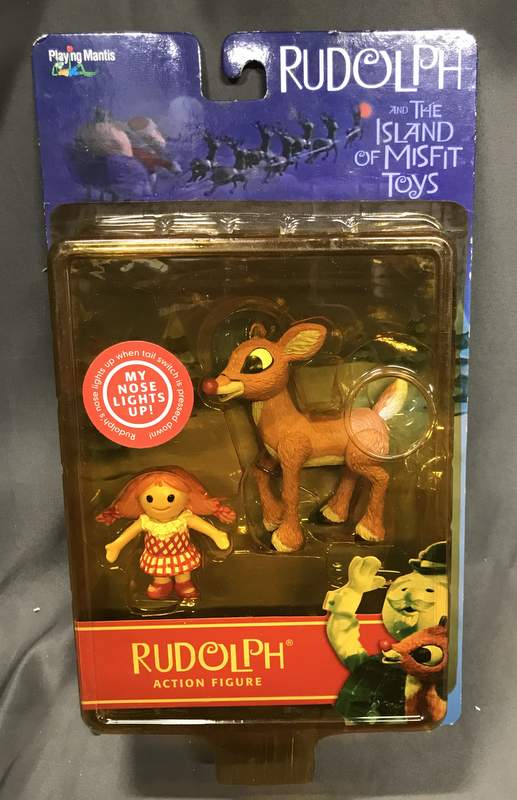 Playing Mantis
RUDOLPH
AND THE
ISLAND
OF MISFIT
TOYS
Rudolph's nose lights up when tail switch is pressed down!
MY
NOSE
LIGHTS
UP!
RUDOLPH®
ACTION FIGURE